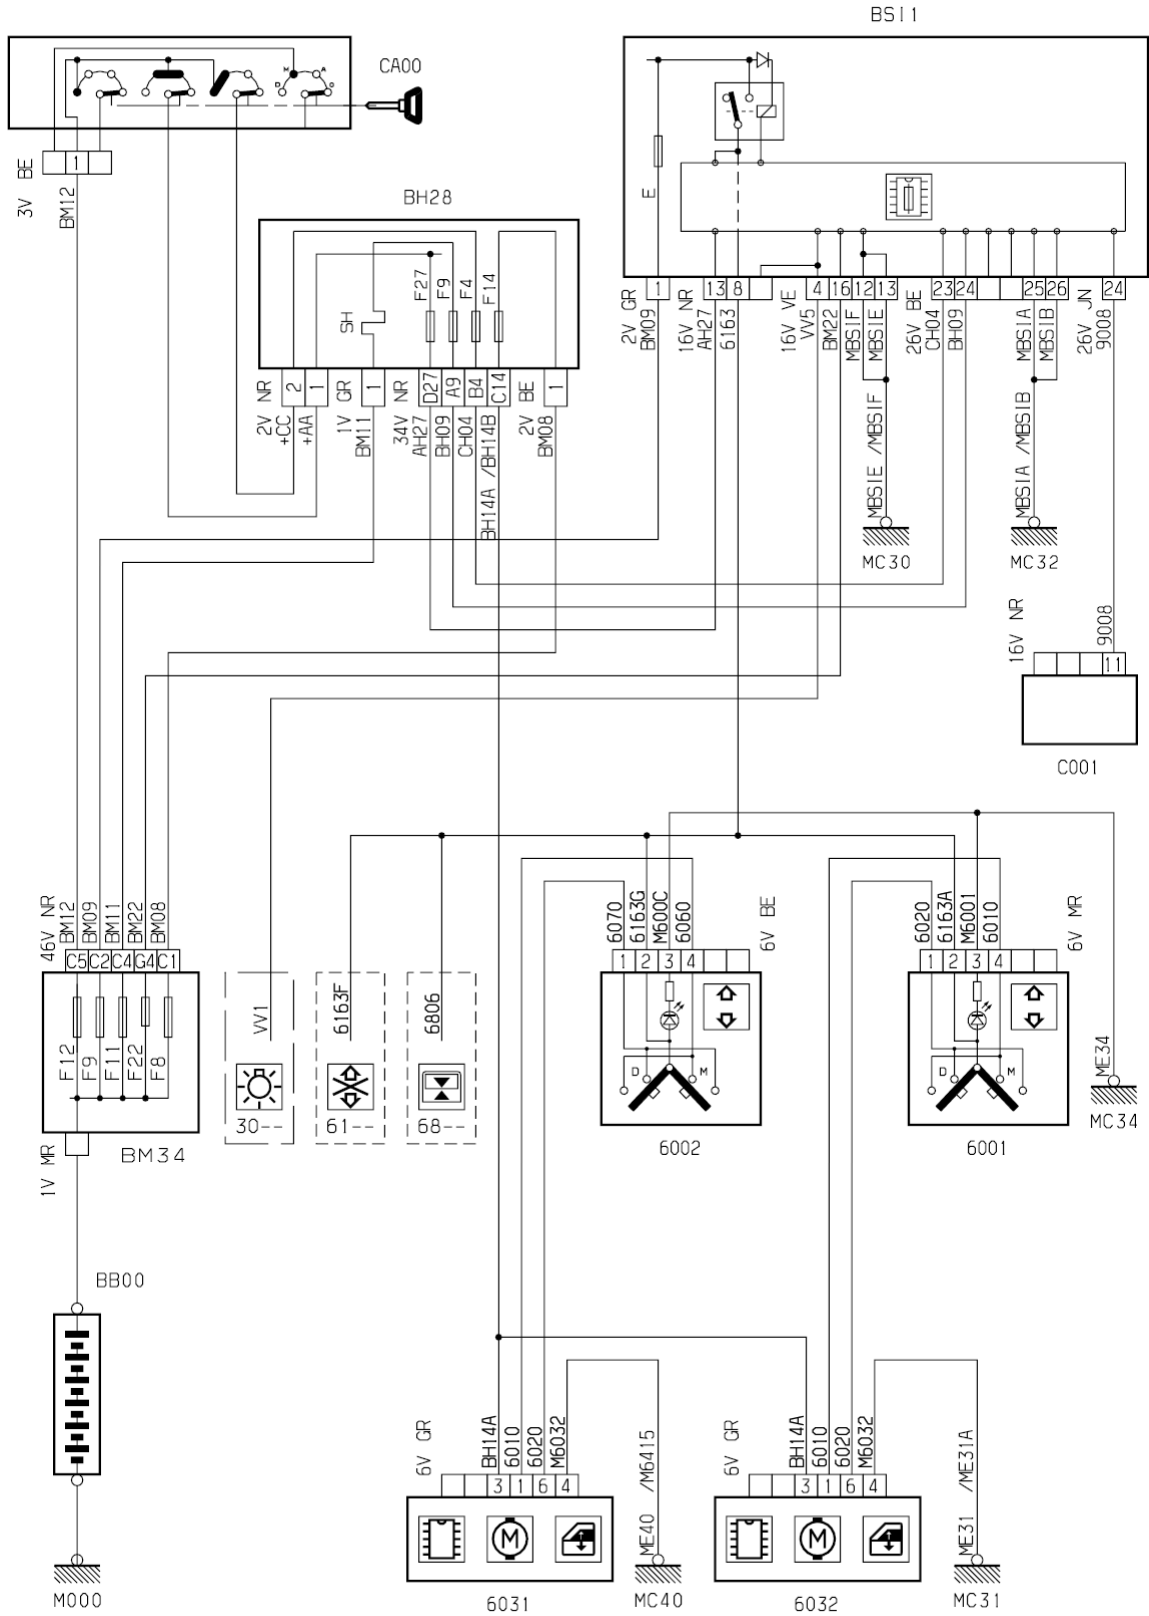 BSI1
CA00
M
A
D
O
1
3V BE
BM12
BH28
F27
F9
F4
F14
SH
E
2
1
1
D27
A9
B4
C14
1
2V NR
+CC
+AA
1V GR
BM11
34V NR
AH27
BH09
CH04
BH14A /BH14B
2V BE
BM08
1
13
8
4
16
12
13
23
24
25
26
24
2V GR
BM09
16V NR
AH27
6163
16V VE
VV5
BM22
MBSIF
MBSIE
26V BE
CH04
BH09
MBSIA
MBSIB
26V JN
9008
MBSIE /MBSIF
MBSIA /MBSIB
MC30
MC32
16V NR
9008
11
C001
46V NR
BM12
BM09
BM11
BM22
BM08
C5
C2
C4
G4
C1
F12
F9
F11
F22
F8
BM34
1V MR
VV1
30--
6163F
61--
6806
68--
6070
6163G
M600C
6060
6V BE
1
2
3
4
D
M
6002
6020
6163A
M6001
6010
6V MR
1
2
3
4
D
M
6001
ME34
MC34
BB00
M000
6V GR
BH14A
6010
6020
M6032
3
1
6
4
M
6031
ME40 /M6415
MC40
6V GR
BH14A
6010
6020
M6032
3
1
6
4
M
6032
ME31 /ME31A
MC31